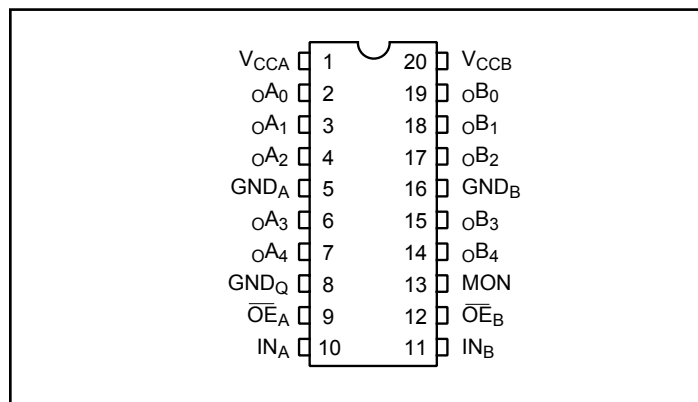 VCCA 1 20 VCCB
OA0 2 19 OB0
OA1 3 18 OB1
OA2 4 17 OB2
GNDA 5 16 GNDB
OA3 6 15 OB3
OA4 7 14 OB4
GNDQ 8 13 MON
O̅E̅A 9 12 O̅E̅B
INA 10 11 INB